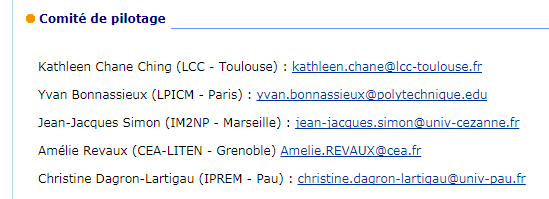 Comité de pilotage
Kathleen Chane Ching (LCC - Toulouse) : kathleen.chane@lcc-toulouse.fr
Yvan Bonnassieux (LPICM - Paris) : yvan.bonnassieux@polytechnique.edu
Jean-Jacques Simon (IM2NP - Marseille) : jean-jacques.simon@univ-cezanne.fr
Amélie Revaux (CEA-LITEN - Grenoble) Amelie.REVAUX@cea.fr
Christine Dagron-Lartigau (IPREM - Pau) : christine.dagron-lartigau@univ-pau.fr